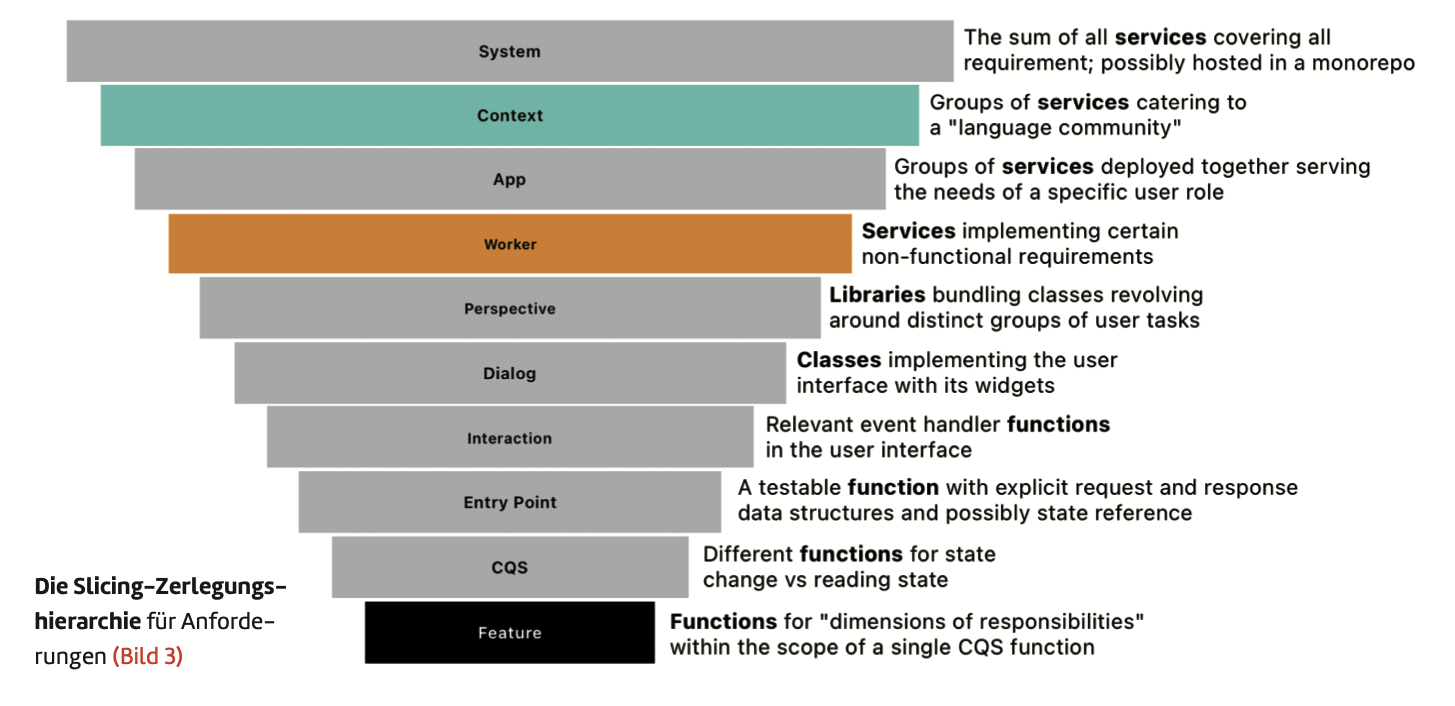 System
The sum of all services covering all
requirement; possibly hosted in a monorepo
Context
Groups of services catering to
a "language community"
App
Groups of services deployed together serving
the needs of a specific user role
Worker
Services implementing certain
non-functional requirements
Perspective
Libraries bundling classes revolving
around distinct groups of user tasks
Dialog
Classes implementing the user
interface with its widgets
Interaction
Relevant event handler functions
in the user interface
Entry Point
A testable function with explicit request and response
data structures and possibly state reference
CQS
Different functions for state
change vs reading state
Feature
Functions for "dimensions of responsibilities"
within the scope of a single CQS function
Die Slicing-Zerlegungs-
hierarchie für Anforde-
rungen (Bild 3)